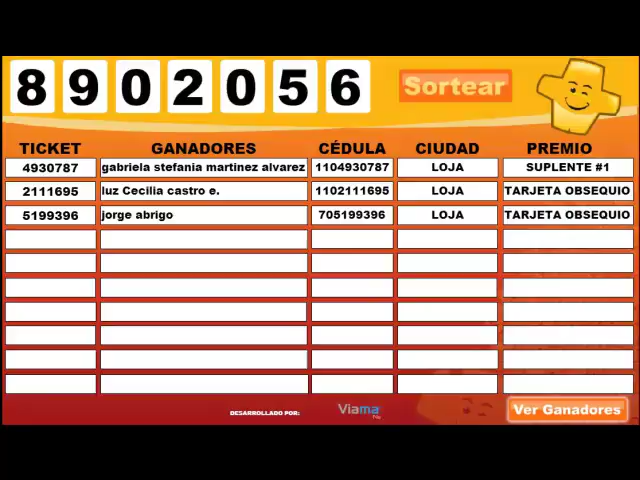 8902056
Sortear
TICKET GANADORES CÉDULA CIUDAD PREMIO
4930787 gabriela stefania martinez alvarez 1104930787 LOJA SUPLENTE #1
2111695 luz Cecilia castro e. 1102111695 LOJA TARJETA OBSEQUIO
5199396 jorge abrigo 705199396 LOJA TARJETA OBSEQUIO
DESARROLLADO POR: Viama
Ver Ganadores